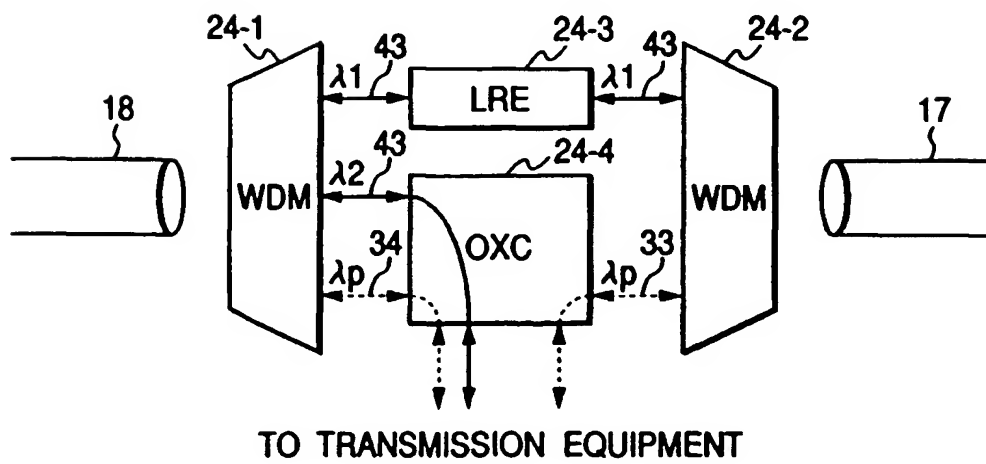 24-1
43
24-3
43
24-2
λ1
LRE
λ1
18
43
24-4
17
WDM
λ2
OXC
WDM
34
33
λp
λp
TO TRANSMISSION EQUIPMENT